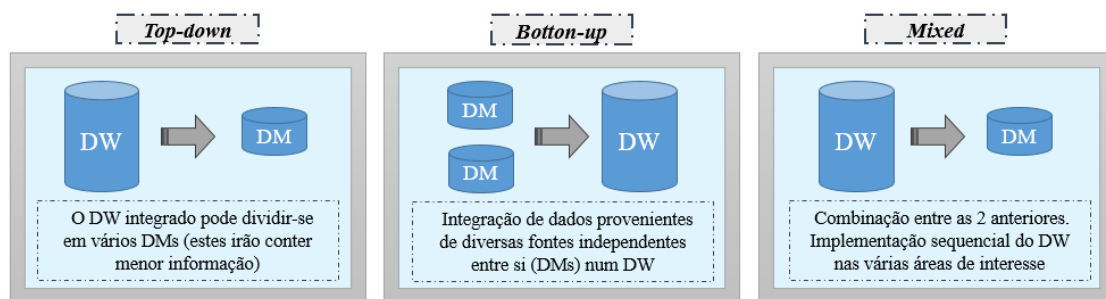 Top-down
DW
DM
O DW integrado pode dividir-se
em vários DMs (estes irão conter
menor informação)
Botton-up
DM
DM
DW
Integração de dados provenientes
de diversas fontes independentes
entre si (DMs) num DW
Mixed
DW
DM
Combinação entre as 2 anteriores.
Implementação sequencial do DW
nas várias áreas de interesse